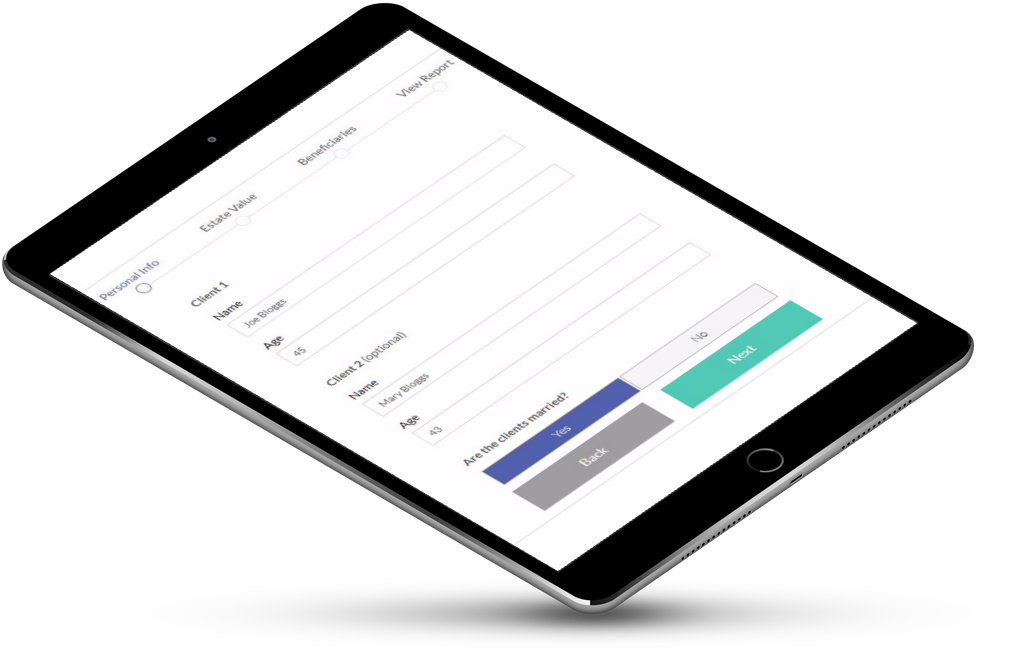 Personal Info Estate Value Beneficiaries View Report
Client 1
Name
Joe Bloggs
Age
45
Client 2 (optional)
Name
Mary Bloggs
Age
43
Are the clients married?
Yes No
Back Next